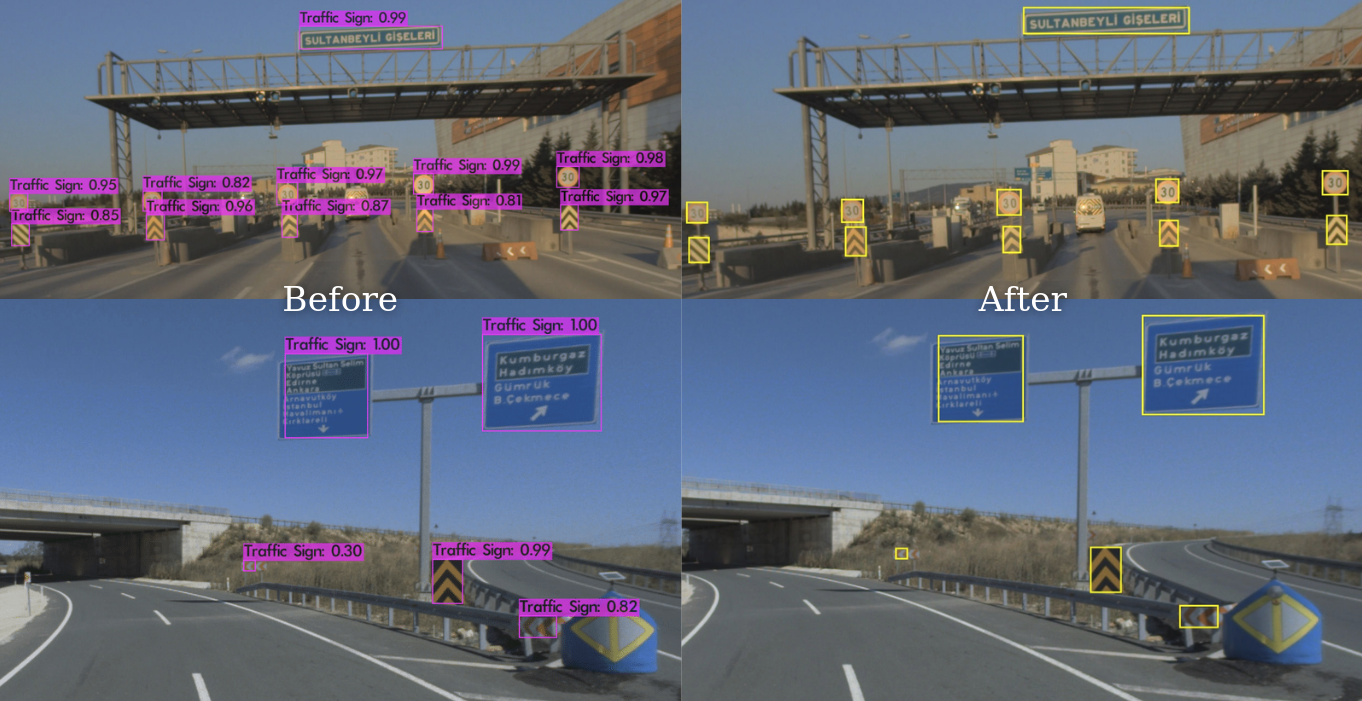 Traffic Sign: 0.99
SULTANBEYLİ GİŞELERİ
SULTANBEYLİ GİŞELERİ
Traffic Sign: 0.95
Traffic Sign: 0.82
Traffic Sign: 0.97
Traffic Sign: 0.99
Traffic Sign: 0.98
30
30
30
30
30
30
30
30
30
Traffic Sign: 0.85
Traffic Sign: 0.96
Traffic Sign: 0.87
Traffic Sign: 0.81
Traffic Sign: 0.97
Before
After
Traffic Sign: 1.00
Yavuz Sultan Selim
Köprüsü
Edirne
Ankara
Arnavutköy
İstanbul
Havalimanı
Kırklareli
Traffic Sign: 1.00
Kumburgaz
Hadımköy
Gümrük
B.Çekmece
Yavuz Sultan Selim
Köprüsü
Edirne
Ankara
Arnavutköy
İstanbul
Havalimanı
Kırklareli
Kumburgaz
Hadımköy
Gümrük
B.Çekmece
Traffic Sign: 0.30
Traffic Sign: 0.99
Traffic Sign: 0.82